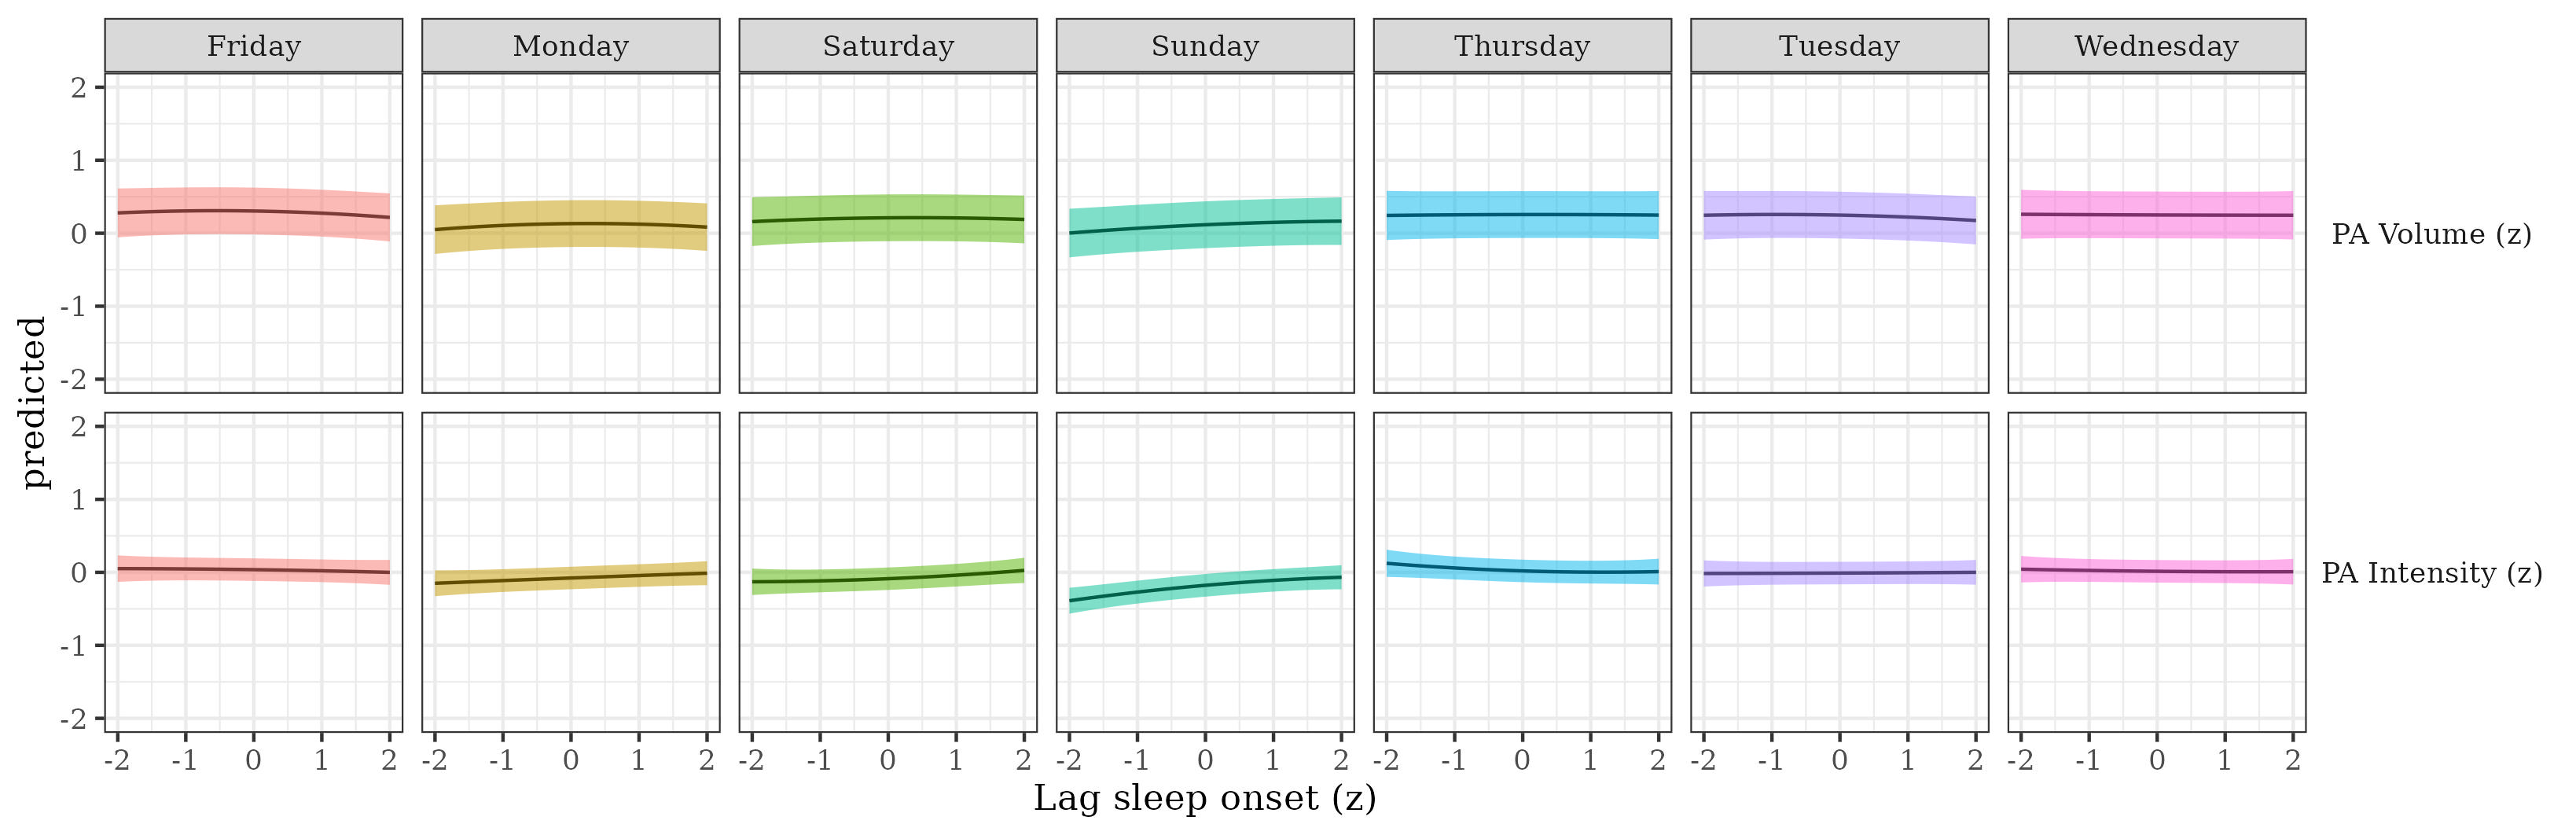 Friday Monday Saturday Sunday Thursday Tuesday Wednesday
2
1
0
-1
-2
PA Volume (z)
predicted
2
1
0
-1
-2
PA Intensity (z)
-2 -1 0 1 2 -2 -1 0 1 2 -2 -1 0 1 2 -2 -1 0 1 2 -2 -1 0 1 2 -2 -1 0 1 2 -2 -1 0 1 2
Lag sleep onset (z)